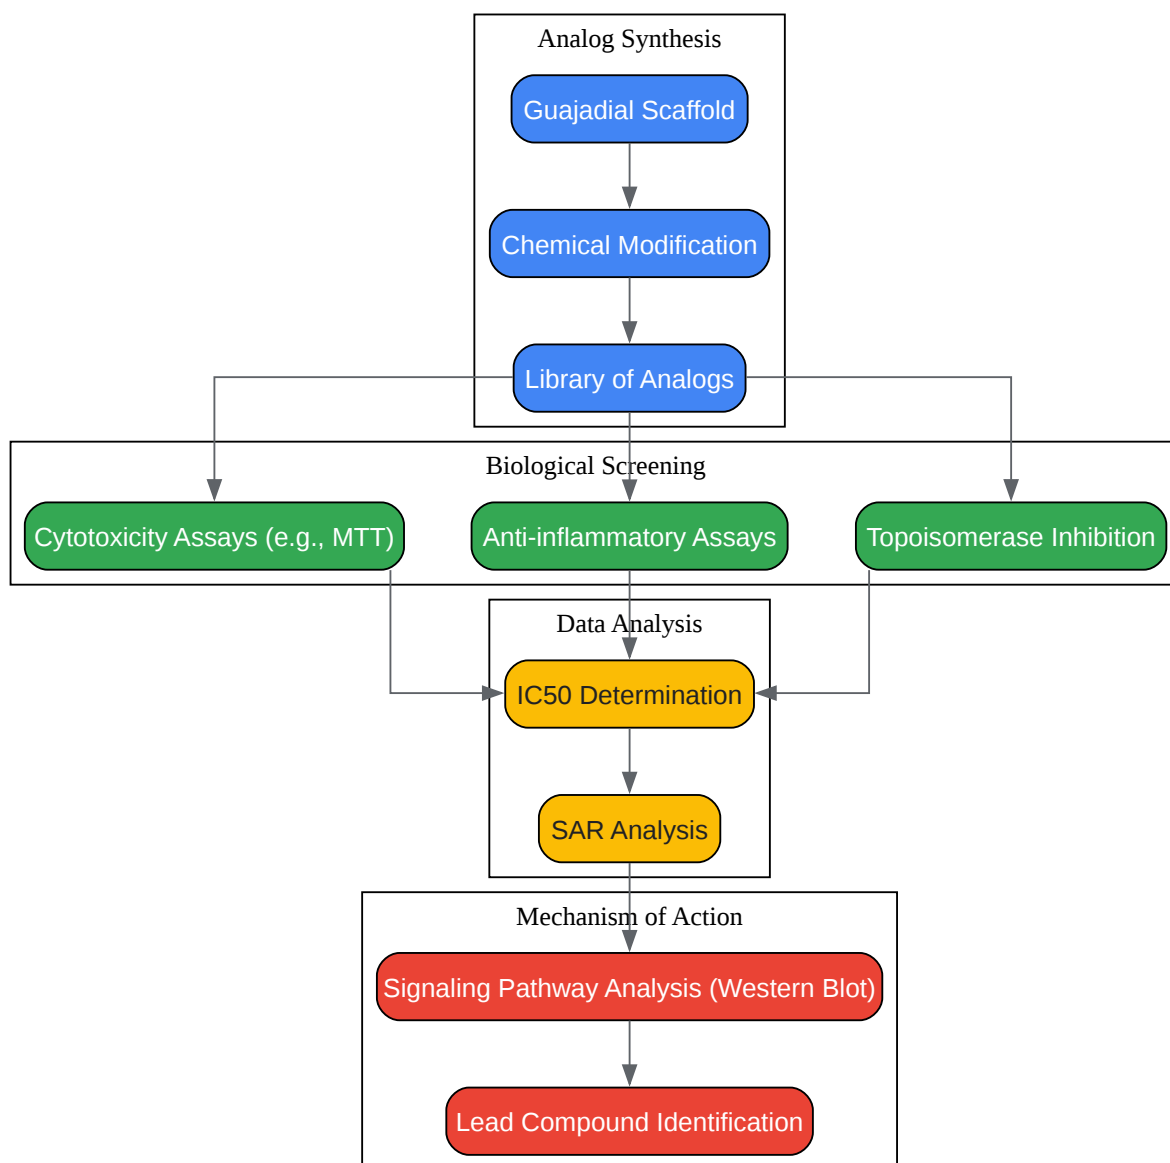 Analog Synthesis
Guajadial Scaffold
Chemical Modification
Library of Analogs
Biological Screening
Cytotoxicity Assays (e.g., MTT)
Anti-inflammatory Assays
Topoisomerase Inhibition
Data Analysis
IC50 Determination
SAR Analysis
Mechanism of Action
Signaling Pathway Analysis (Western Blot)
Lead Compound Identification